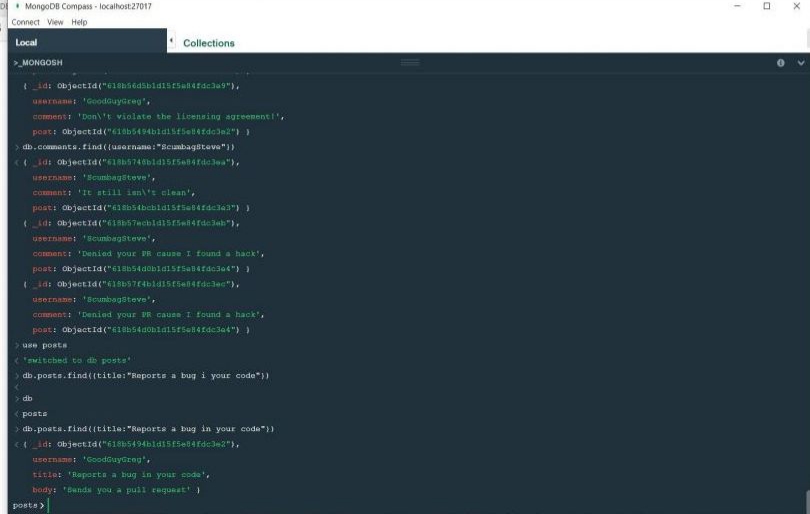 MongoDB Compass - localhost:27017
Connect View Help
Local
Collections
>_MONGOSH
{ _id: ObjectId("618b56d5b1d15f5e84fdc3e9"),
username: 'GoodGuyGreg',
comment: 'Don\'t violate the licensing agreement!',
post: ObjectId("618b5494b1d15f5e84fdc3e2") }
> db.comments.find({username:"ScumbagSteve"})
< { _id: ObjectId("618b5748b1d15f5e84fdc3ea"),
username: 'ScumbagSteve',
comment: 'It still isn\'t clean',
post: ObjectId("618b54bcb1d15f5e84fdc3e3") }
{ _id: ObjectId("618b57ecb1d15f5e84fdc3eb"),
username: 'ScumbagSteve',
comment: 'Denied your PR cause I found a hack',
post: ObjectId("618b54d0b1d15f5e84fdc3e4") }
{ _id: ObjectId("618b57f4b1d15f5e84fdc3ec"),
username: 'ScumbagSteve',
comment: 'Denied your PR cause I found a hack',
post: ObjectId("618b54d0b1d15f5e84fdc3e4") }
> use posts
< 'switched to db posts'
> db.posts.find({title:"Reports a bug i your code"})
<
> db
< posts
> db.posts.find({title:"Reports a bug in your code"})
< { _id: ObjectId("618b5494b1d15f5e84fdc3e2"),
username: 'GoodGuyGreg',
title: 'Reports a bug in your code',
body: 'Sends you a pull request' }
posts>